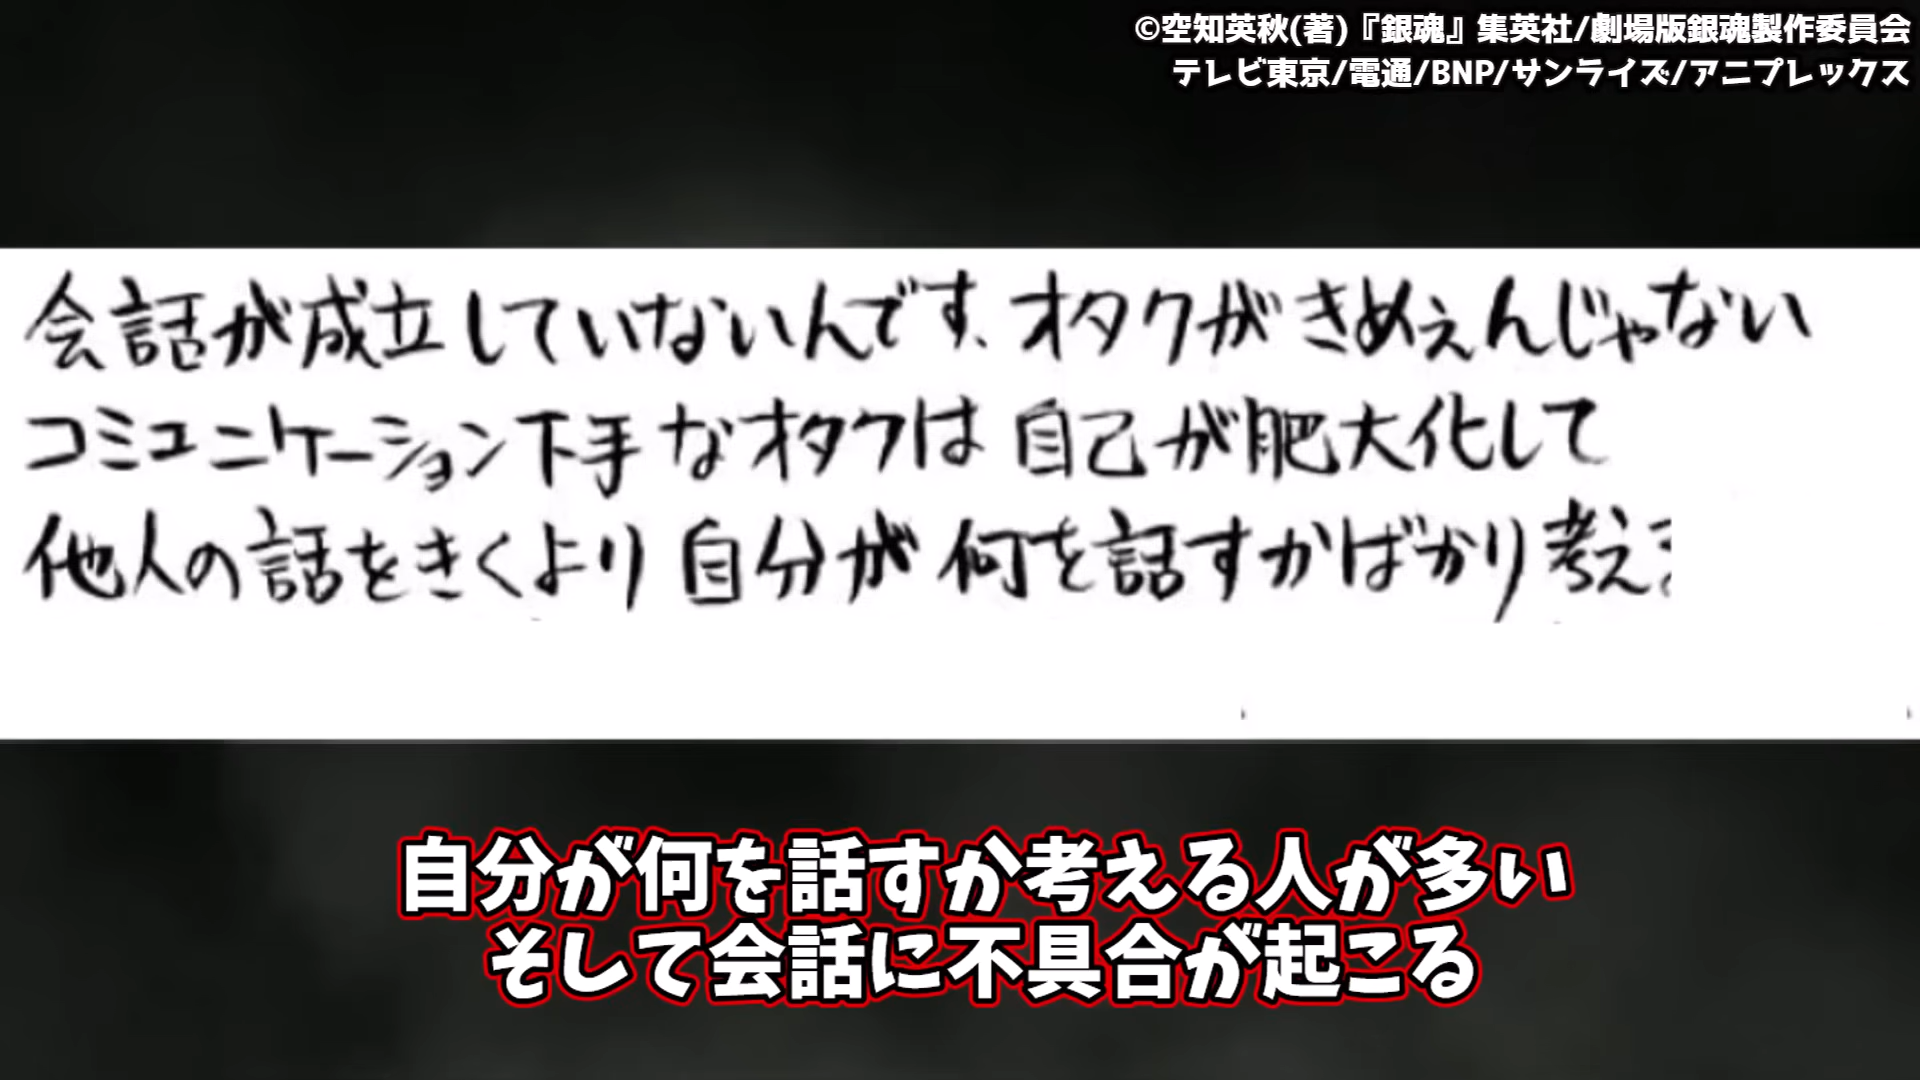 ©空知英秋(著)『銀魂』集英社/劇場版銀魂製作委員会
テレビ東京/電通/BNP/サンライズ/アニプレックス
会話が成立していないんです、オタクがきめぇんじゃない
コミュニケーション下手なオタクは自己が肥大化して
他人の話をきくより自分が何を話すかばかり考え
自分が何を話すか考える人が多い
そして会話に不具合が起こる